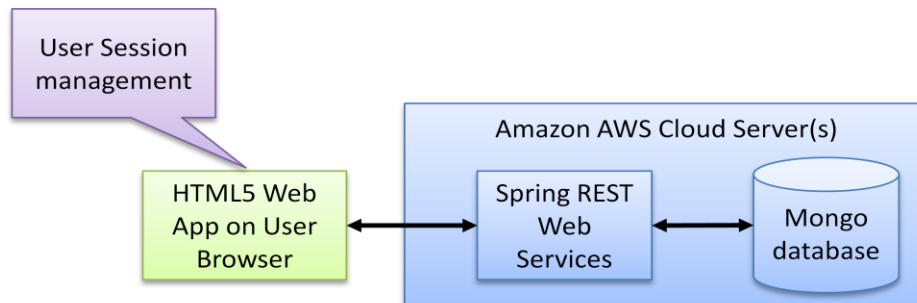 User Session
management
Amazon AWS Cloud Server(s)
HTML5 Web
App on User
Browser
Spring REST
Web
Services
Mongo
database